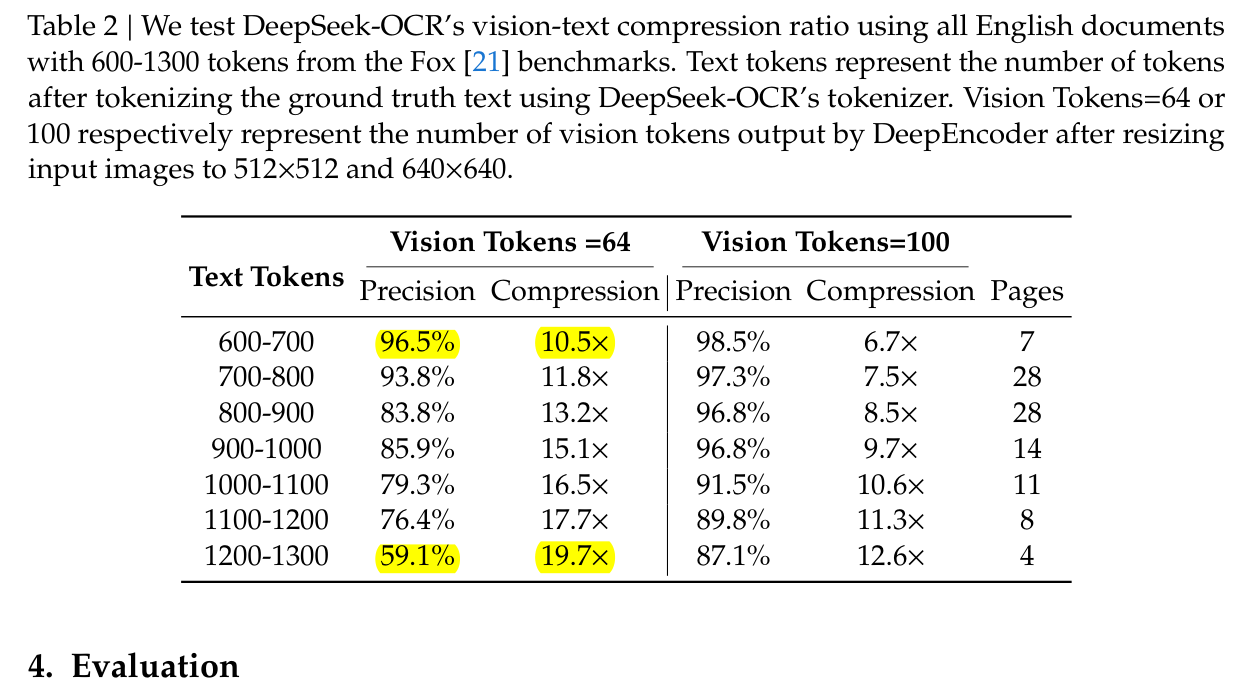 Table 2 | We test DeepSeek-OCR's vision-text compression ratio using all English documents
with 600-1300 tokens from the Fox [21] benchmarks. Text tokens represent the number of tokens
after tokenizing the ground truth text using DeepSeek-OCR's tokenizer. Vision Tokens=64 or
100 respectively represent the number of vision tokens output by DeepEncoder after resizing
input images to 512×512 and 640×640.
Vision Tokens =64 Vision Tokens=100
Text Tokens
Precision Compression Precision Compression Pages
600-700 96.5% 10.5× 98.5% 6.7× 7
700-800 93.8% 11.8× 97.3% 7.5× 28
800-900 83.8% 13.2× 96.8% 8.5× 28
900-1000 85.9% 15.1× 96.8% 9.7× 14
1000-1100 79.3% 16.5× 91.5% 10.6× 11
1100-1200 76.4% 17.7× 89.8% 11.3× 8
1200-1300 59.1% 19.7× 87.1% 12.6× 4
4. Evaluation